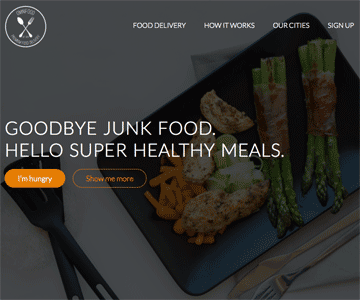 FOOD DELIVERY HOW IT WORKS OUR CITIES SIGN UP
GOODBYE JUNK FOOD.
HELLO SUPER HEALTHY MEALS.
I'm hungry Show me more